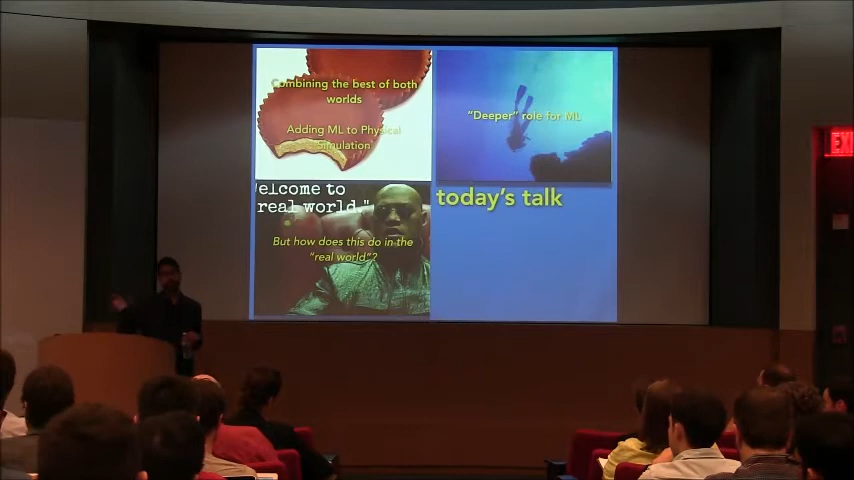 Combining the best of both
worlds
Adding ML to Physical
Simulation
"Deeper" role for ML
elcome to
real world."
But how does this do in the
"real world"?
today's talk
EXI